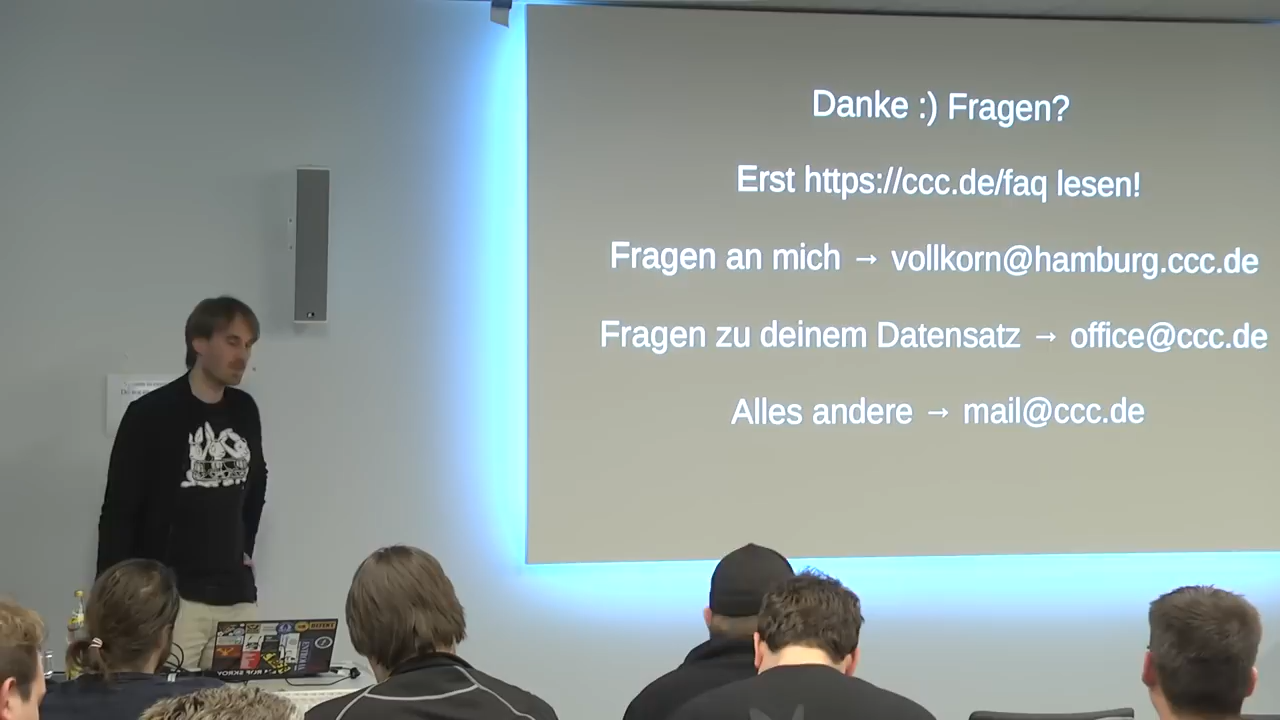 Danke :) Fragen?
Erst https://ccc.de/faq lesen!
Fragen an mich → vollkorn@hamburg.ccc.de
Fragen zu deinem Datensatz → office@ccc.de
Alles andere → mail@ccc.de